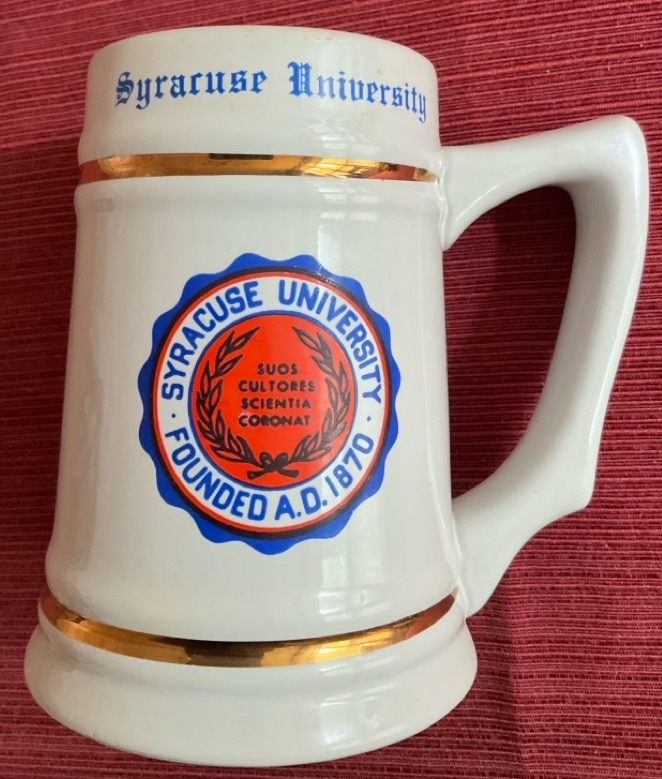 Syracuse University
SYRACUSE UNIVERSITY
SUOS
CULTORES
SCIENTIA
CORONAT
· FOUNDED A.D. 1870 ·